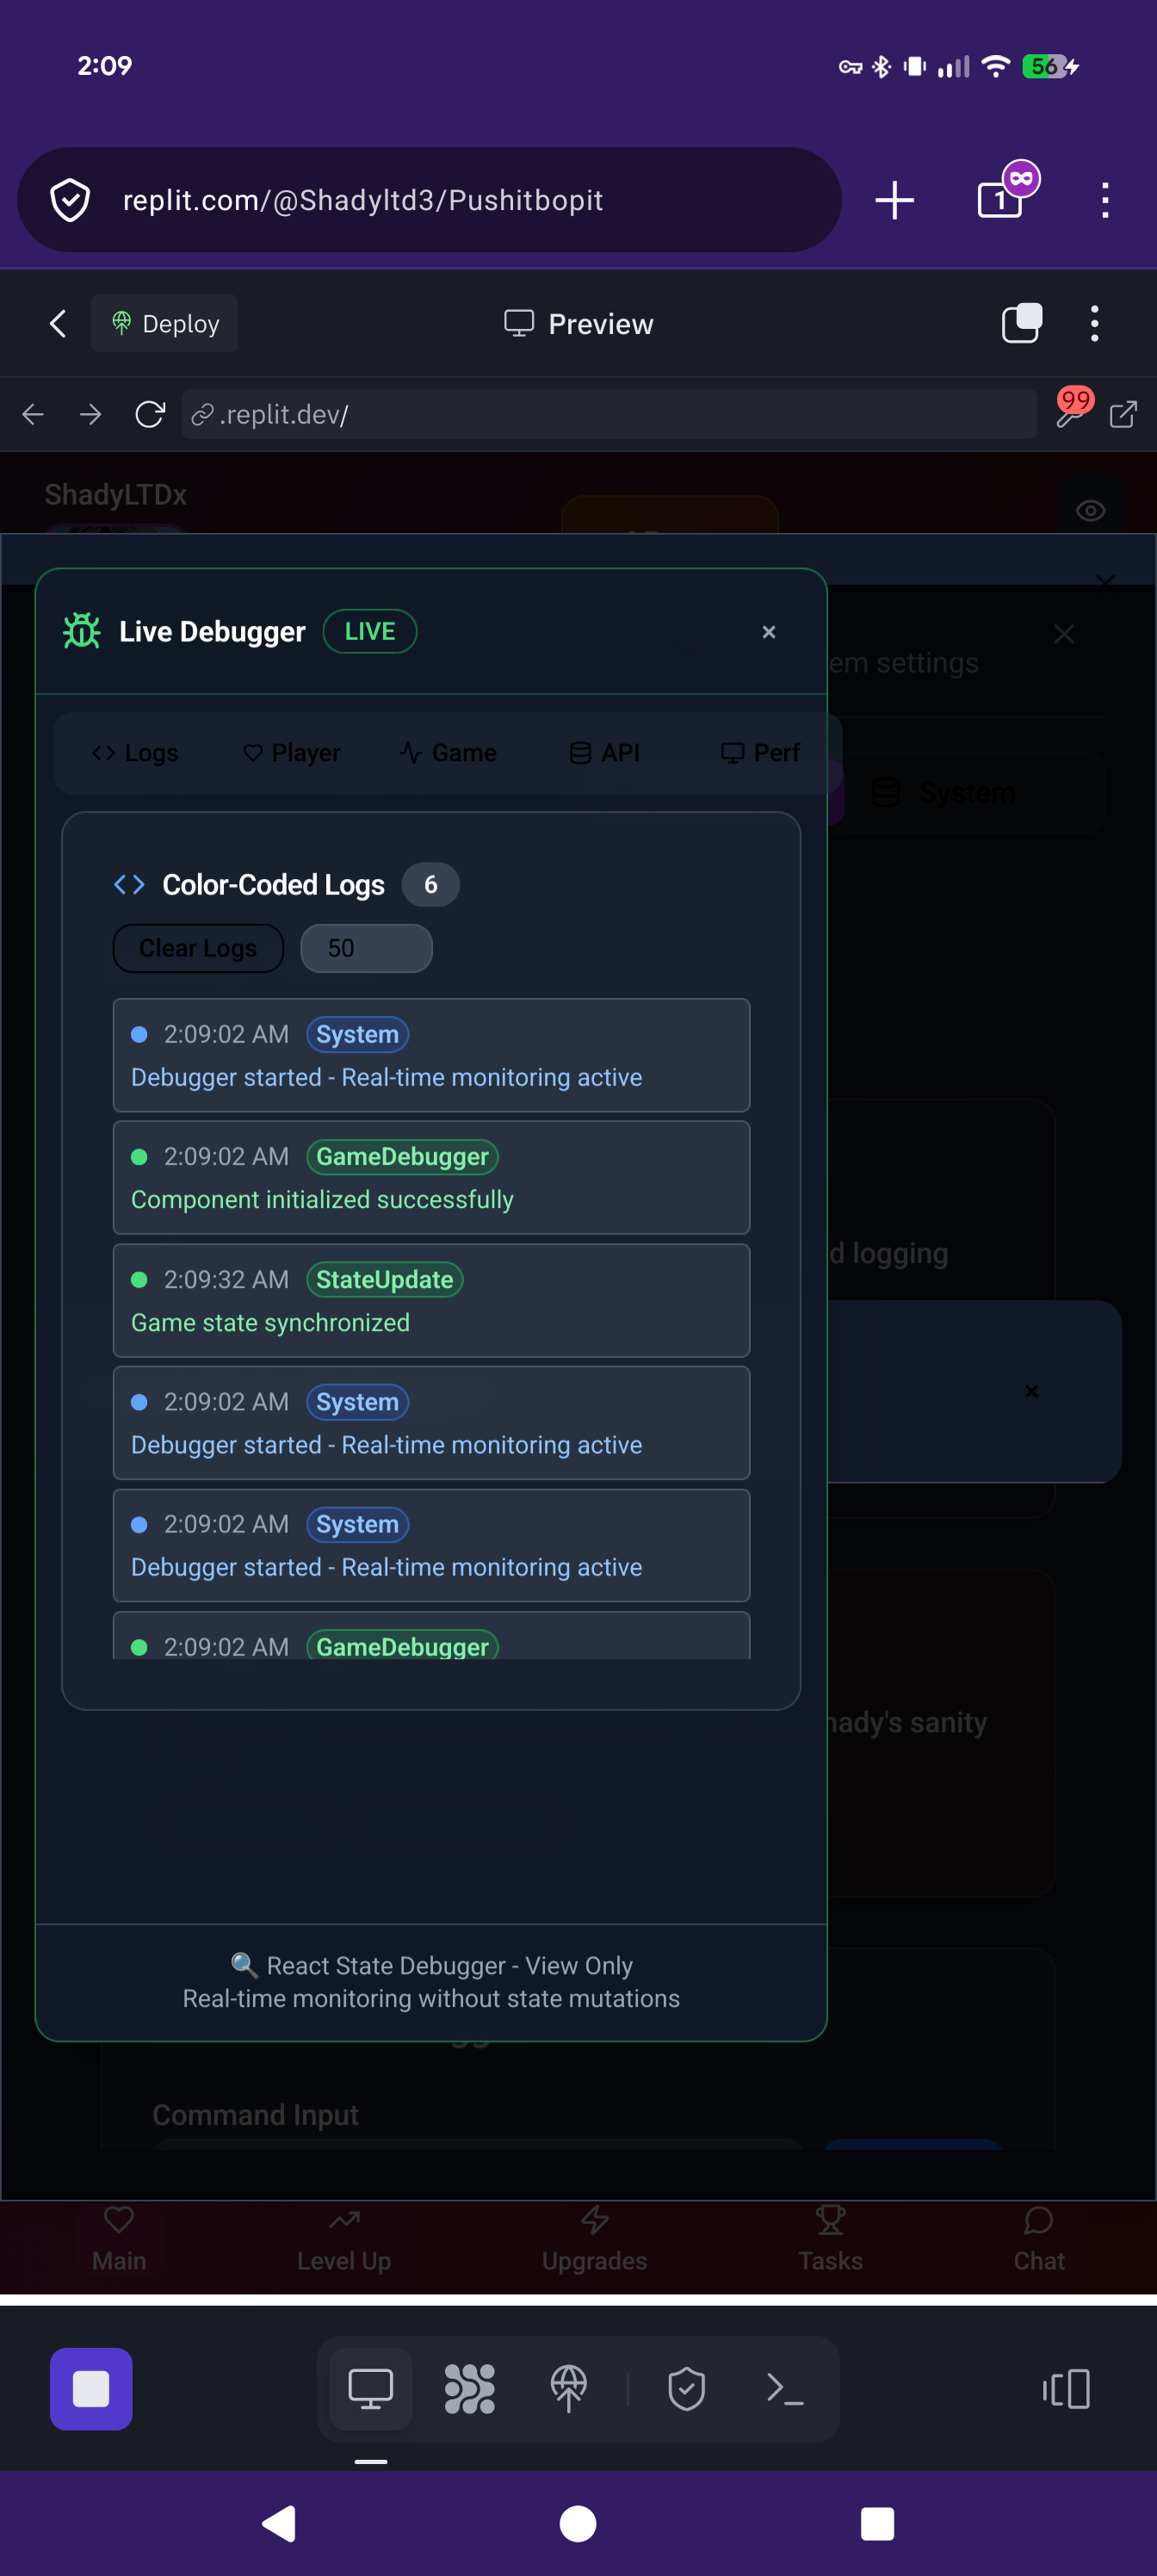 2:09
56
replit.com/@Shadyltd3/Pushitbopit
1
Deploy
Preview
.replit.dev/
99
ShadyLTDx
Live Debugger
LIVE
×
em settings
Logs
Player
Game
API
Perf
System
Color-Coded Logs
6
Clear Logs
50
2:09:02 AM System
Debugger started - Real-time monitoring active
2:09:02 AM GameDebugger
Component initialized successfully
d logging
2:09:32 AM StateUpdate
Game state synchronized
2:09:02 AM System
Debugger started - Real-time monitoring active
2:09:02 AM System
Debugger started - Real-time monitoring active
2:09:02 AM GameDebugger
hady's sanity
🔍 React State Debugger - View Only
Real-time monitoring without state mutations
Command Input
Main
Level Up
Upgrades
Tasks
Chat